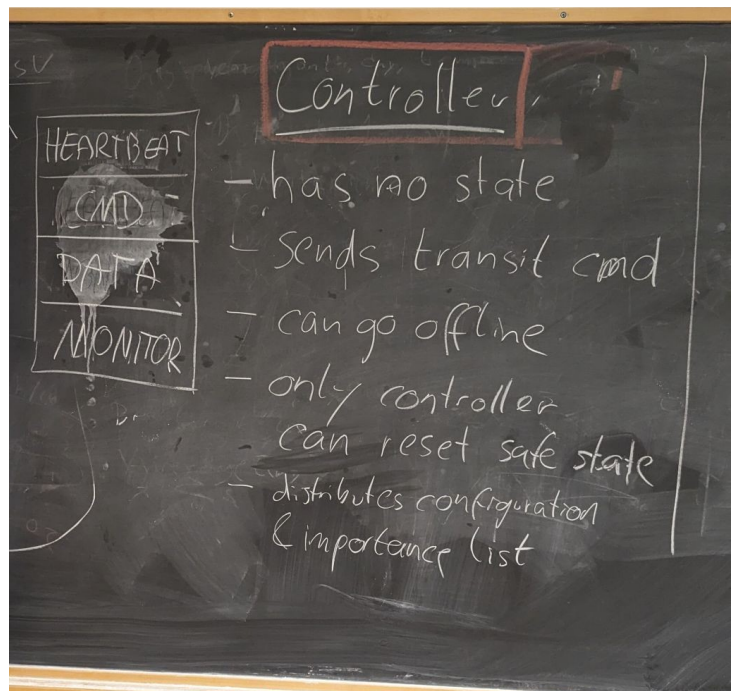 SV
HEARTBEAT
CMD
DATA
MONITOR
Controller
- has no state
- sends transit cmd
- can go offline
- only controller
can reset safe state
- distributes configuration
& importance list